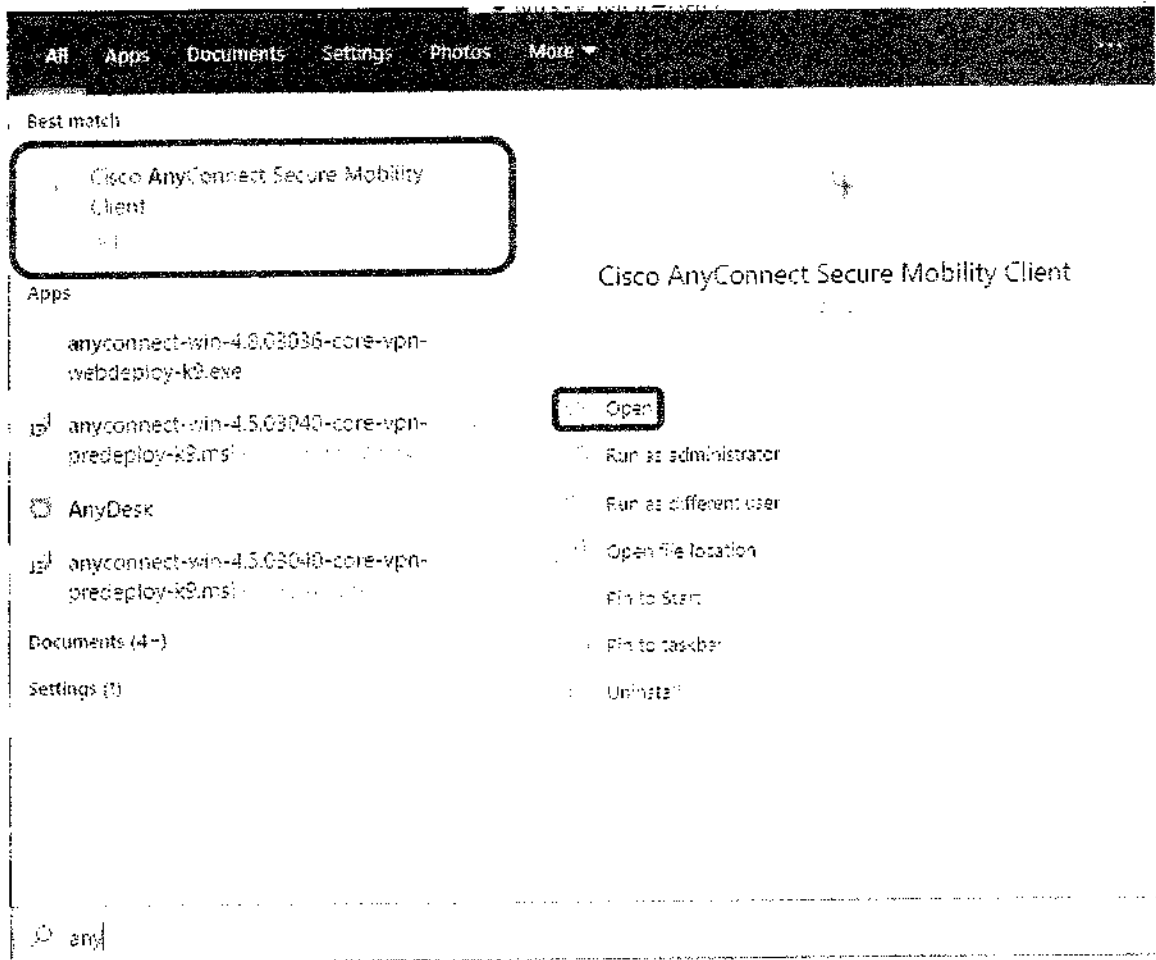 All Apps Documents Settings Photos More
Best match
Cisco AnyConnect Secure Mobility
Client
Apps
anyconnect-win-4.8.03036-core-vpn-
webdeploy-k9.exe
anyconnect-win-4.5.03040-core-vpn-
predeploy-k9.msi
AnyDesk
anyconnect-win-4.5.03040-core-vpn-
predeploy-k9.msi
Documents (4+)
Settings (1)
Cisco AnyConnect Secure Mobility Client
Open
Run as administrator
Run as different user
Open file location
Pin to Start
Pin to taskbar
Uninstall
any